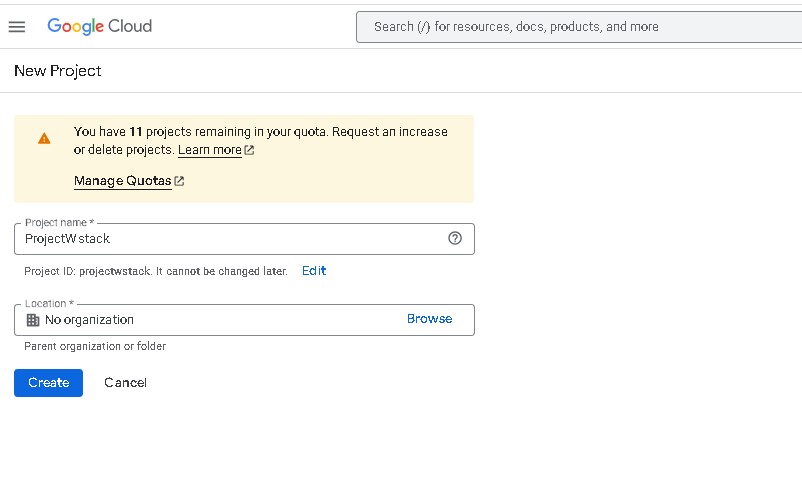 Google Cloud
Search (/) for resources, docs, products, and more
New Project
You have 11 projects remaining in your quota. Request an increase
or delete projects. Learn more
Manage Quotas
Project name *
ProjectWstack
Project ID: projectwstack. It cannot be changed later. Edit
Location *
No organization Browse
Parent organization or folder
Create Cancel